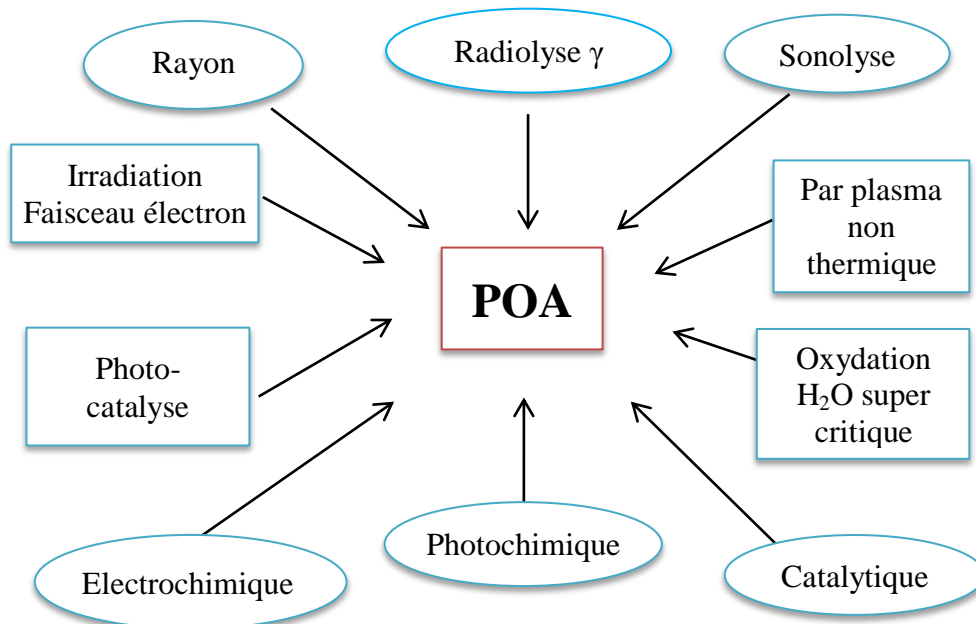 Rayon
Radiolyse γ
Sonolyse
Irradiation
Faisceau électron
Par plasma
non
thermique
POA
Photo-
catalyse
Oxydation
H₂O super
critique
Electrochimique
Photochimique
Catalytique